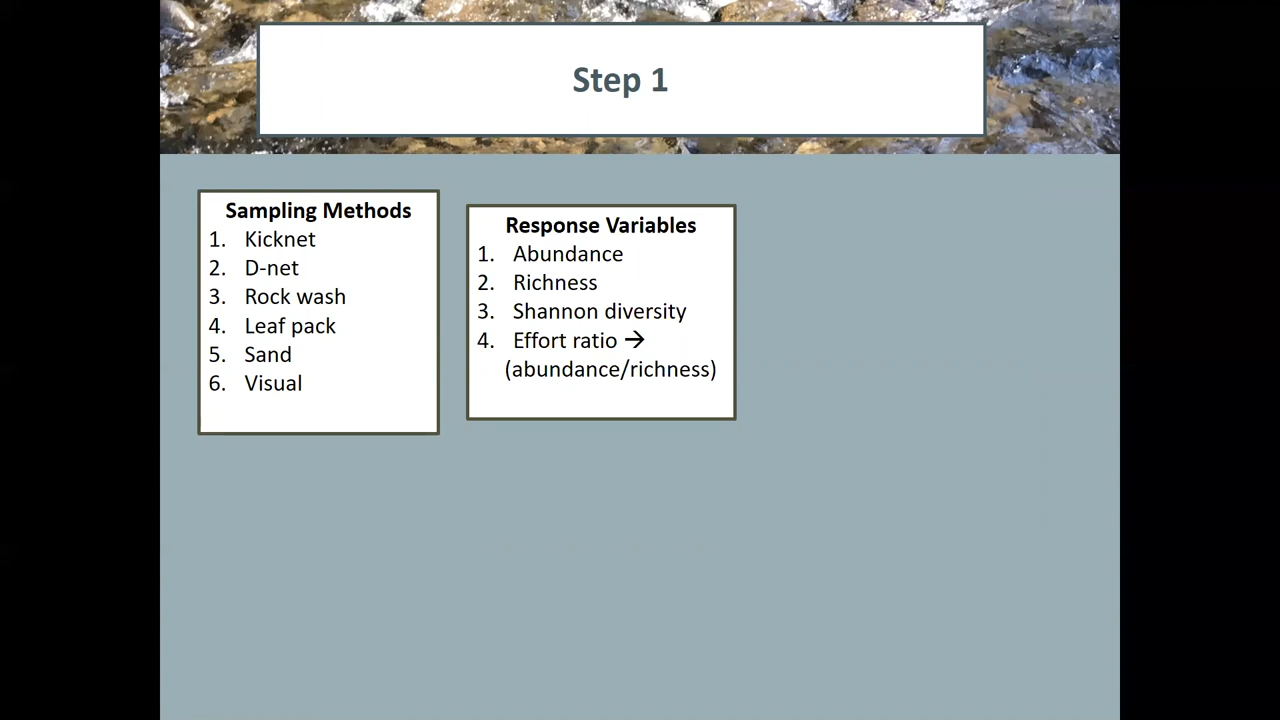 Step 1
Sampling Methods
1. Kicknet
2. D-net
3. Rock wash
4. Leaf pack
5. Sand
6. Visual
Response Variables
1. Abundance
2. Richness
3. Shannon diversity
4. Effort ratio →
(abundance/richness)